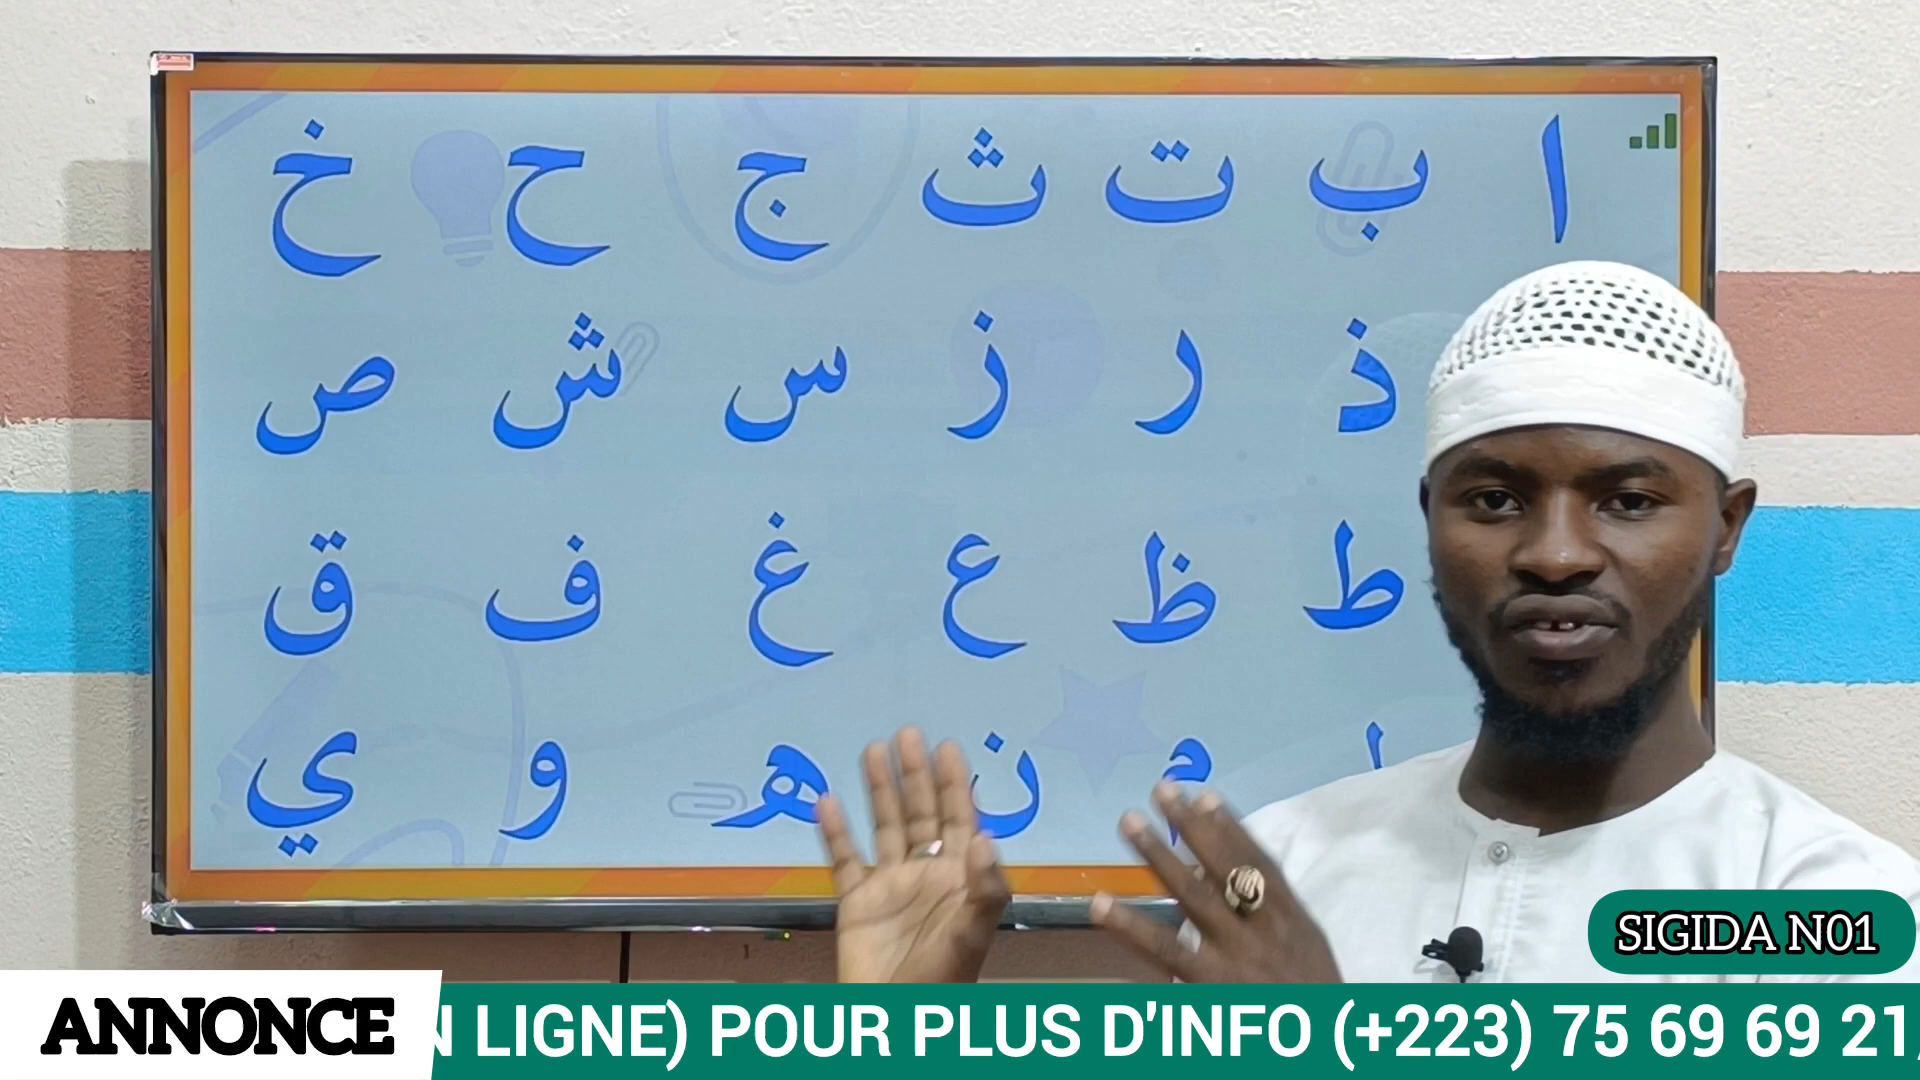 ا ب ت ث ج ح خ
ذ ر ز س ش ص
ط ظ ع غ ف ق
م ن ه و ي
SIGIDA N01
ANNONCE
LIGNE) POUR PLUS D'INFO (+223) 75 69 69 21